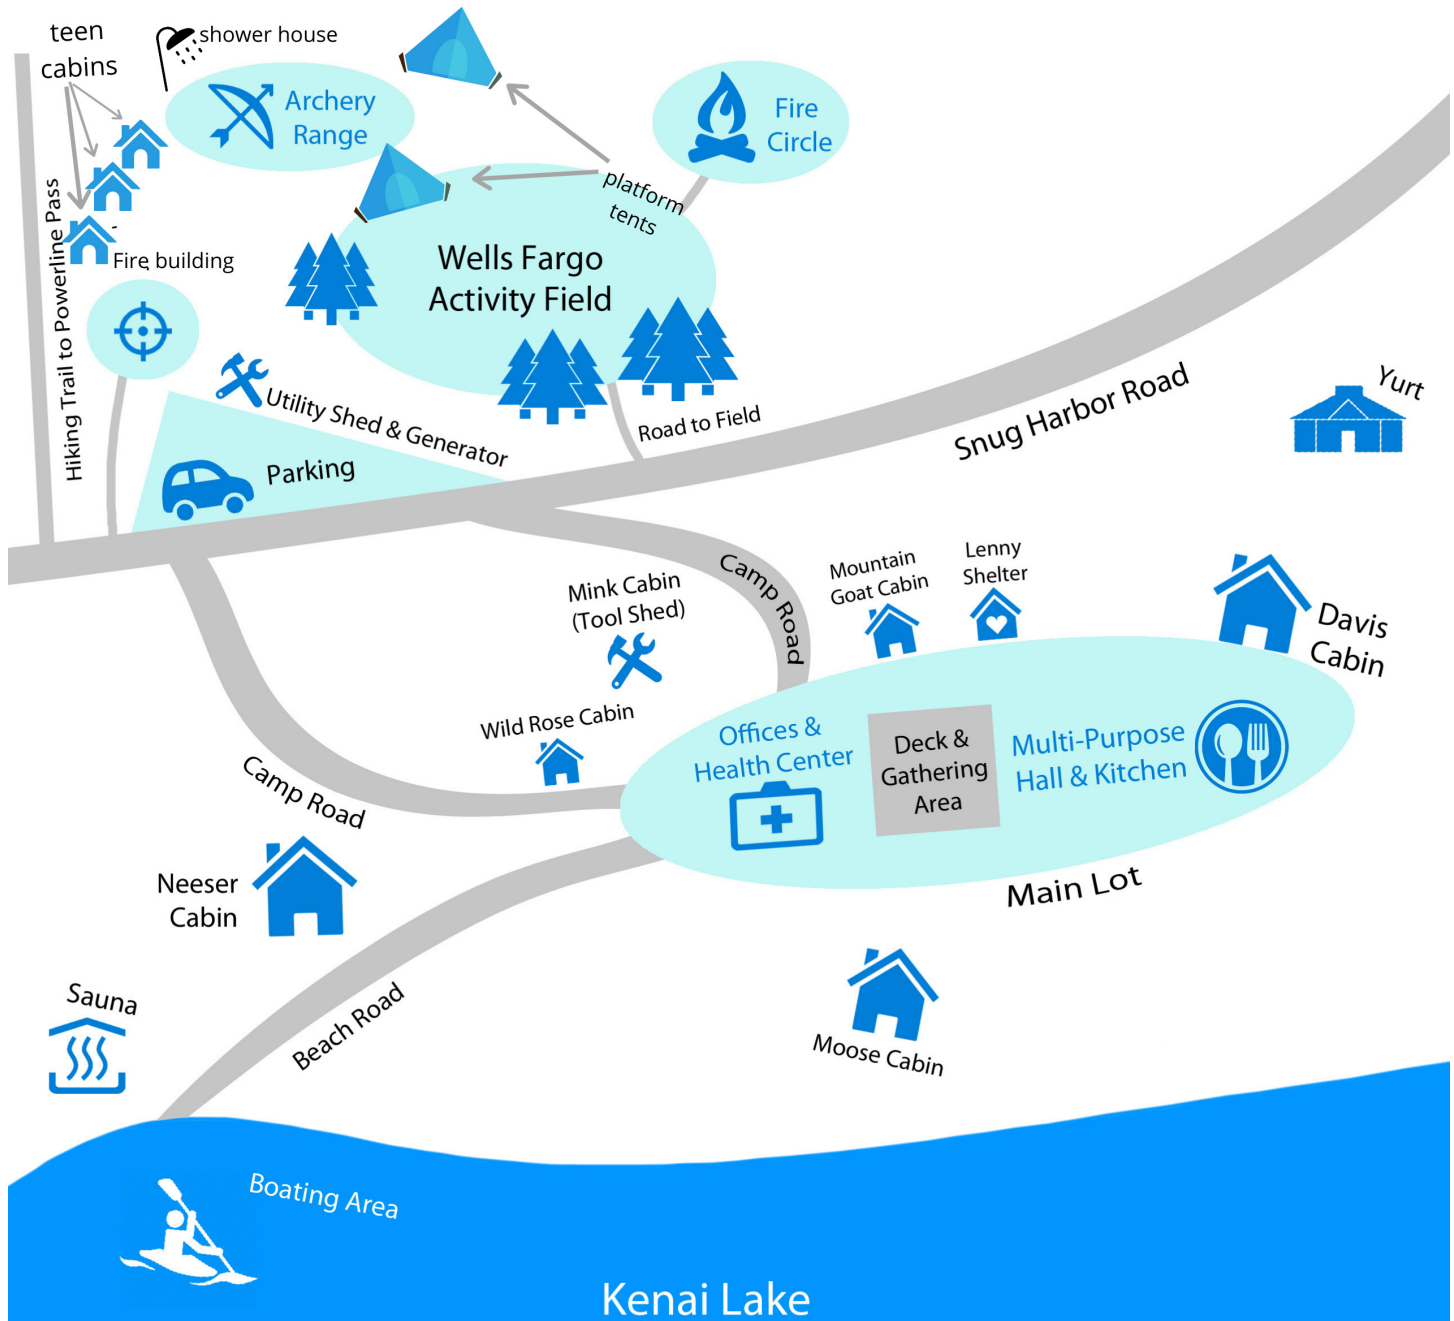 teen
cabins
shower house
Archery
Range
Fire
Circle
platform
tents
Hiking Trail to Powerline Pass
Fire building
Wells Fargo
Activity Field
Utility Shed & Generator
Road to Field
Parking
Snug Harbor Road
Yurt
Camp Road
Mink Cabin
(Tool Shed)
Mountain
Goat Cabin
Lenny
Shelter
Davis
Cabin
Wild Rose Cabin
Offices &
Health Center
Deck &
Gathering
Area
Multi-Purpose
Hall & Kitchen
Camp Road
Main Lot
Neeser
Cabin
Sauna
Beach Road
Moose Cabin
Boating Area
Kenai Lake